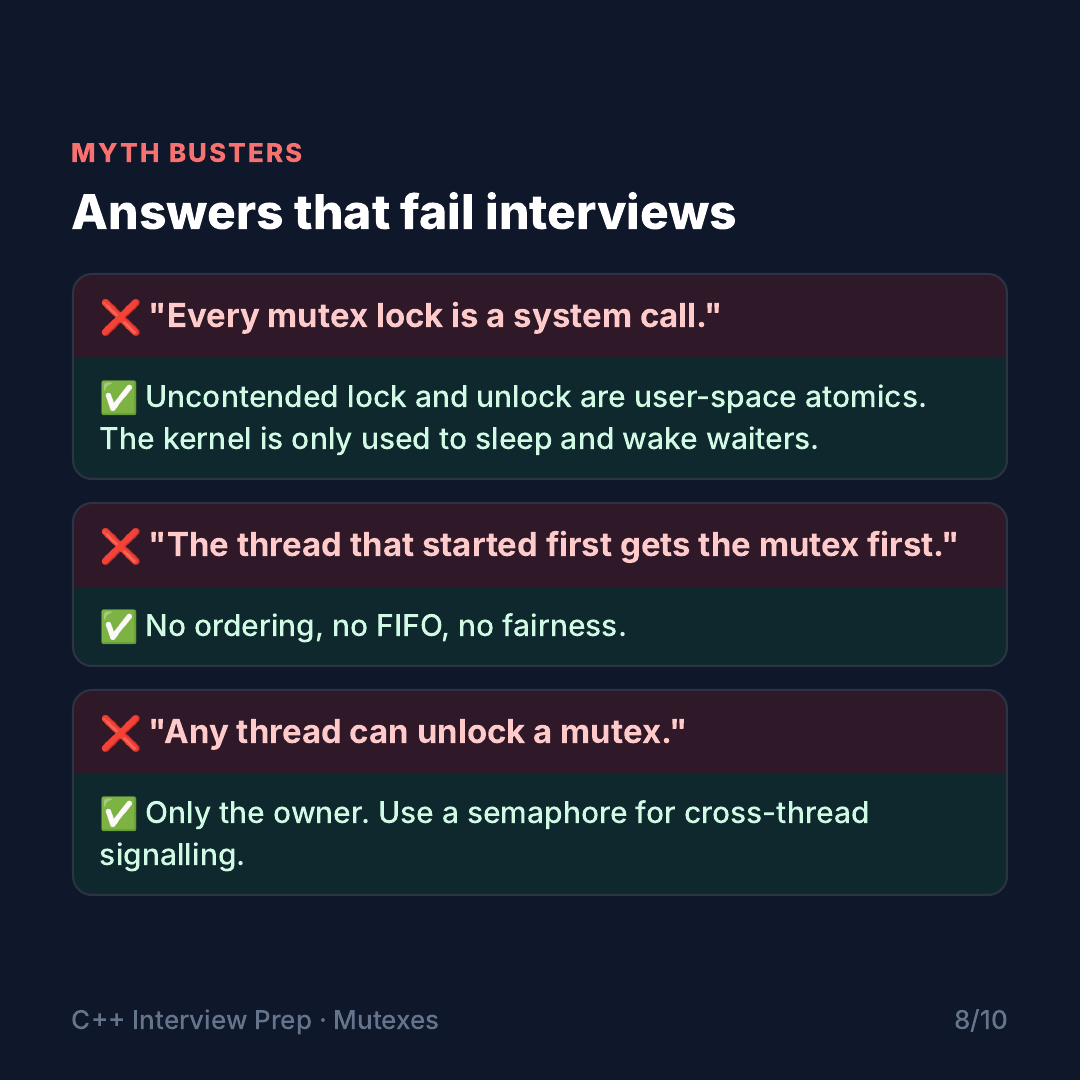 MYTH BUSTERS
Answers that fail interviews
❌ "Every mutex lock is a system call."
✅ Uncontended lock and unlock are user-space atomics.
The kernel is only used to sleep and wake waiters.
❌ "The thread that started first gets the mutex first."
✅ No ordering, no FIFO, no fairness.
❌ "Any thread can unlock a mutex."
✅ Only the owner. Use a semaphore for cross-thread
signalling.
C++ Interview Prep · Mutexes
8/10